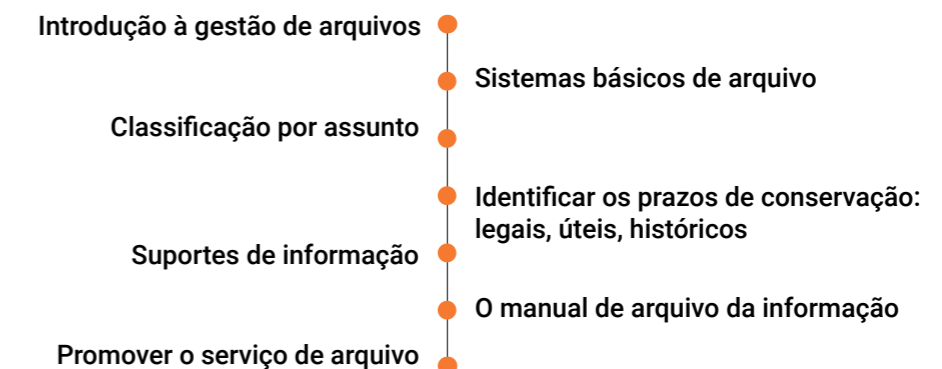 Introdução à gestão de arquivos
Sistemas básicos de arquivo
Classificação por assunto
Identificar os prazos de conservação:
legais, úteis, históricos
Suportes de informação
O manual de arquivo da informação
Promover o serviço de arquivo